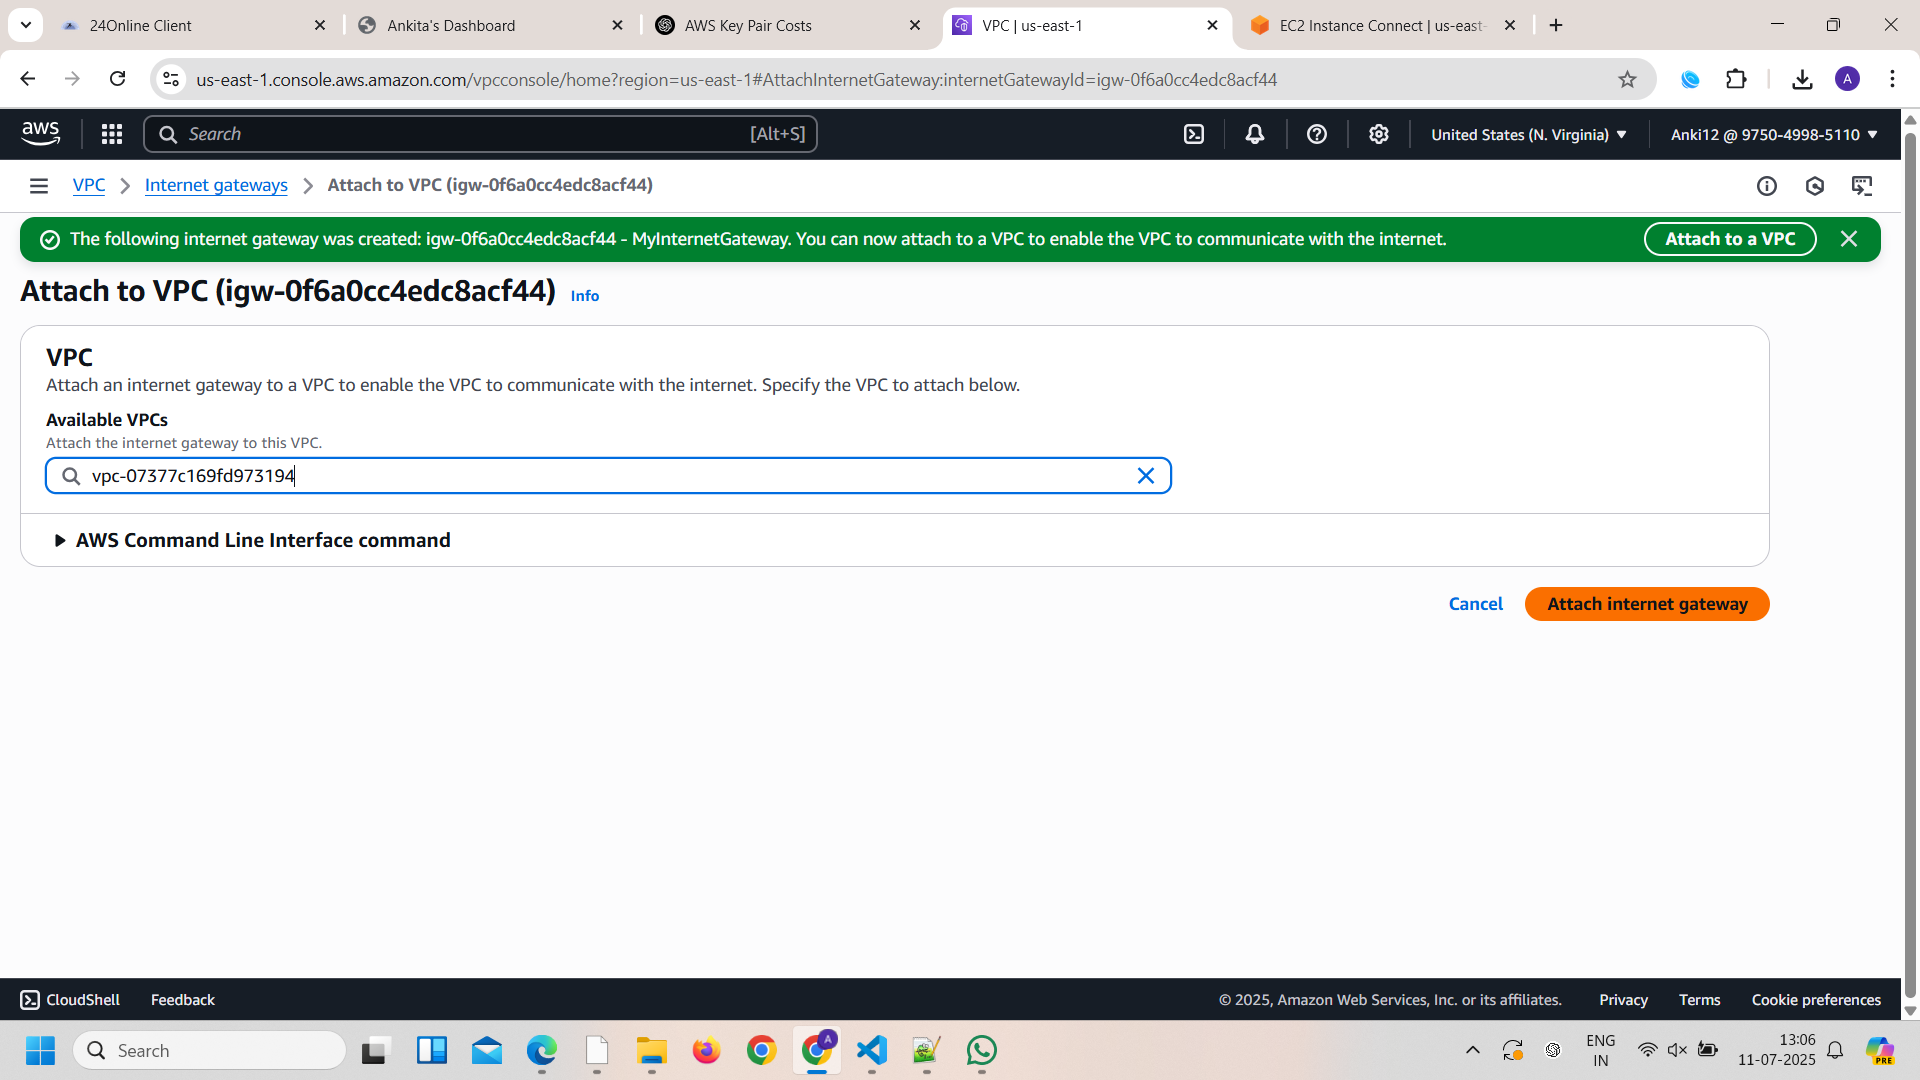 24Online Client
Ankita's Dashboard
AWS Key Pair Costs
VPC | us-east-1
EC2 Instance Connect | us-east-
us-east-1.console.aws.amazon.com/vpcconsole/home?region=us-east-1#AttachInternetGateway:internetGatewayId=igw-0f6a0cc4edc8acf44
A
aws
Search
[Alt+S]
United States (N. Virginia)
Anki12 @ 9750-4998-5110
VPC
Internet gateways
Attach to VPC (igw-0f6a0cc4edc8acf44)
The following internet gateway was created: igw-0f6a0cc4edc8acf44 - MyInternetGateway. You can now attach to a VPC to enable the VPC to communicate with the internet.
Attach to a VPC
Attach to VPC (igw-0f6a0cc4edc8acf44)
Info
VPC
Attach an internet gateway to a VPC to enable the VPC to communicate with the internet. Specify the VPC to attach below.
Available VPCs
Attach the internet gateway to this VPC.
vpc-07377c169fd973194
AWS Command Line Interface command
Cancel
Attach internet gateway
CloudShell
Feedback
© 2025, Amazon Web Services, Inc. or its affiliates.
Privacy
Terms
Cookie preferences
Search
A
ENG
IN
13:06
11-07-2025
PRE